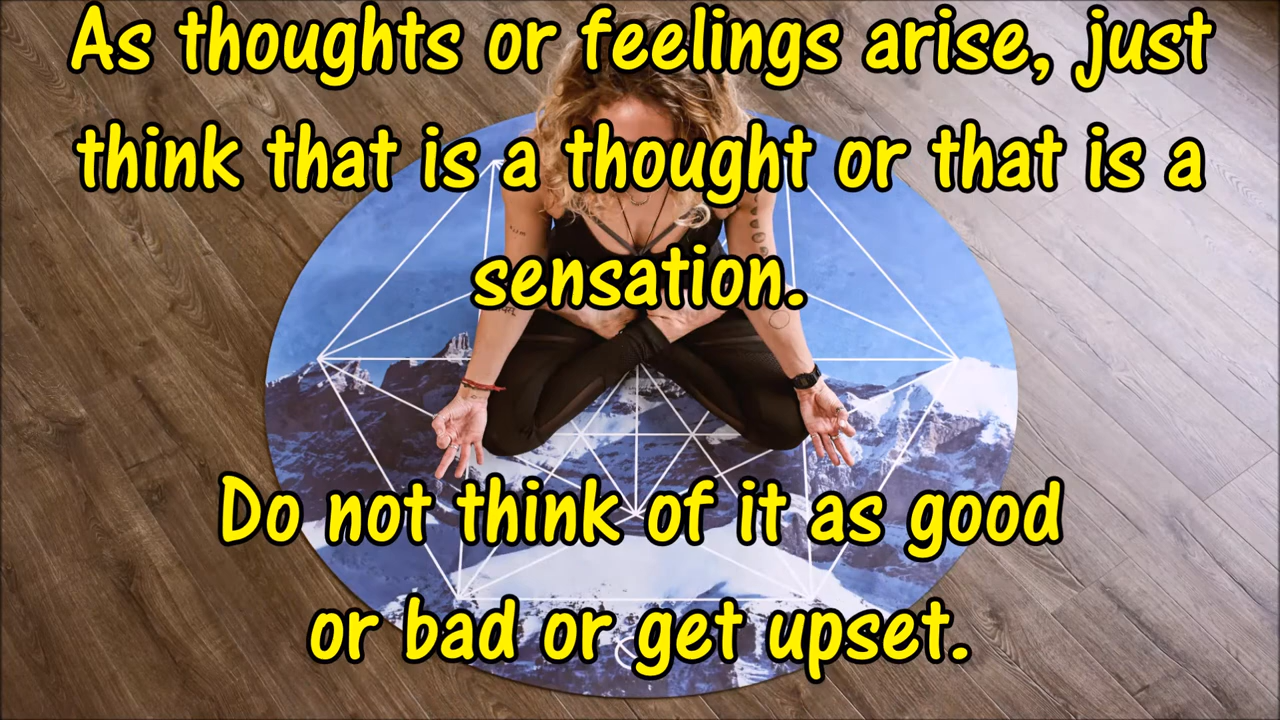 As thoughts or feelings arise, just
think that is a thought or that is a
sensation.
Do not think of it as good
or bad or get upset.